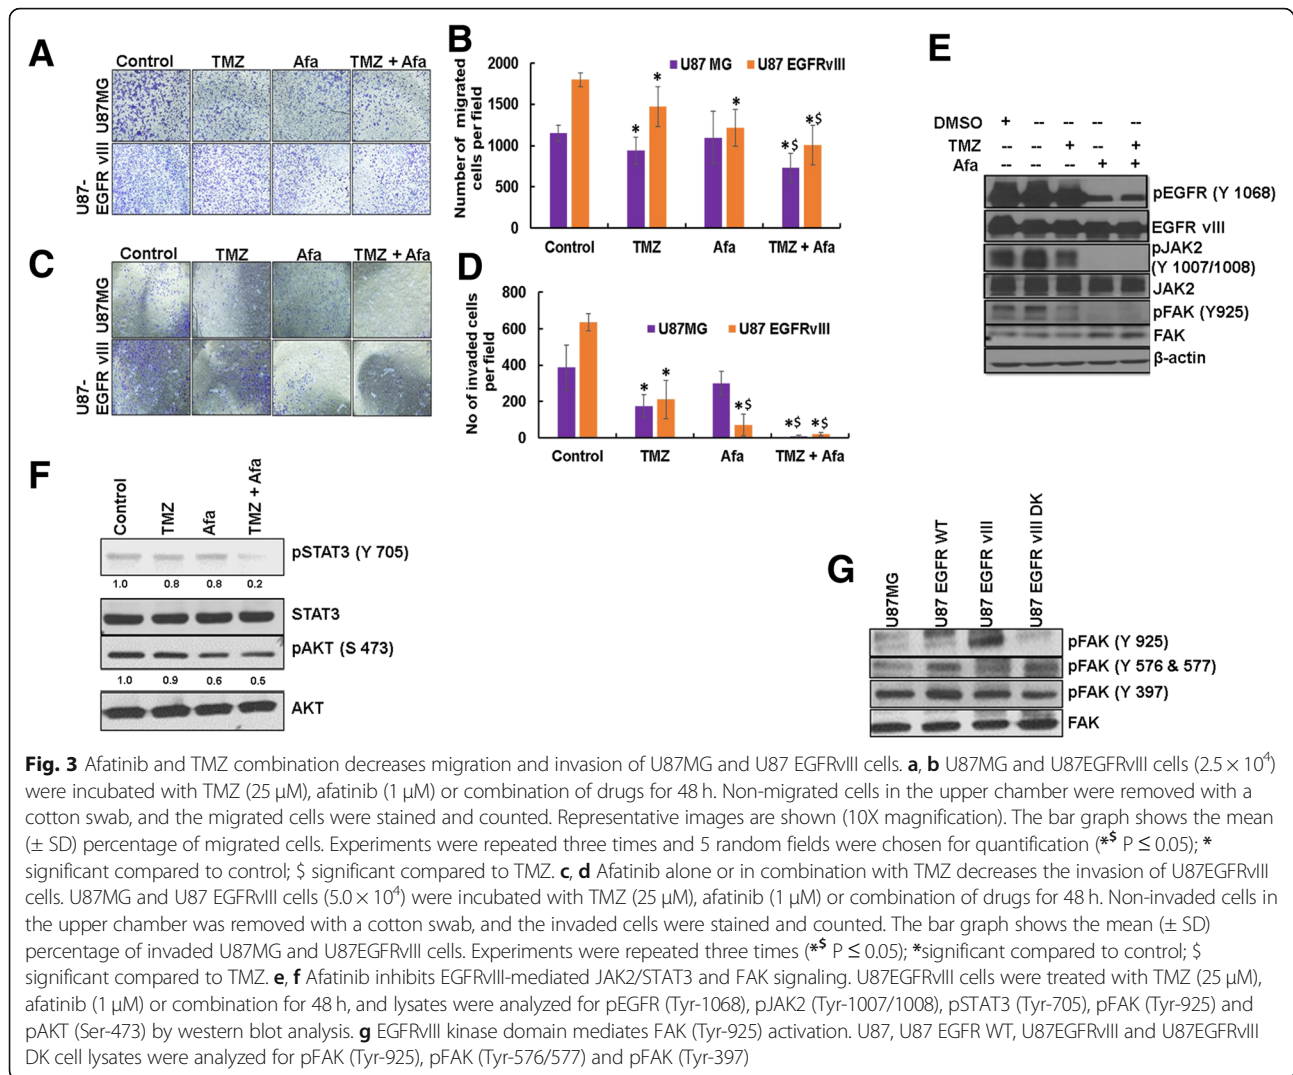 A
Control TMZ Afa TMZ + Afa
U87MG
U87-
EGFR vIII
B
U87 MG U87 EGFRvIII
Number of migrated
cells per field
2000
1500
1000
500
0
* * * *$ *$
Control TMZ Afa TMZ + Afa
C
Control TMZ Afa TMZ + Afa
U87MG
U87-
EGFR vIII
D
U87MG U87 EGFRvIII
No of invaded cells
per field
800
600
400
200
0
* * *$ *$ *$
Control TMZ Afa TMZ + Afa
E
DMSO + -- -- -- --
TMZ -- -- + -- +
Afa -- -- -- + +
pEGFR (Y 1068)
EGFR vIII
pJAK2
(Y 1007/1008)
JAK2
pFAK (Y925)
FAK
β-actin
F
Control TMZ Afa TMZ + Afa
pSTAT3 (Y 705)
1.0 0.8 0.8 0.2
STAT3
pAKT (S 473)
1.0 0.9 0.6 0.5
AKT
G
U87MG U87 EGFR WT U87 EGFR vIII U87 EGFR vIII DK
pFAK (Y 925)
pFAK (Y 576 & 577)
pFAK (Y 397)
FAK
Fig. 3 Afatinib and TMZ combination decreases migration and invasion of U87MG and U87 EGFRvIII cells. a, b U87MG and U87EGFRvIII cells (2.5 × 10⁴)
were incubated with TMZ (25 μM), afatinib (1 μM) or combination of drugs for 48 h. Non-migrated cells in the upper chamber were removed with a
cotton swab, and the migrated cells were stained and counted. Representative images are shown (10X magnification). The bar graph shows the mean
(± SD) percentage of migrated cells. Experiments were repeated three times and 5 random fields were chosen for quantification (*$ P ≤ 0.05); *
significant compared to control; $ significant compared to TMZ. c, d Afatinib alone or in combination with TMZ decreases the invasion of U87EGFRvIII
cells. U87MG and U87 EGFRvIII cells (5.0 × 10⁴) were incubated with TMZ (25 μM), afatinib (1 μM) or combination of drugs for 48 h. Non-invaded cells in
the upper chamber was removed with a cotton swab, and the invaded cells were stained and counted. The bar graph shows the mean (± SD)
percentage of invaded U87MG and U87EGFRvIII cells. Experiments were repeated three times (*$ P ≤ 0.05); *significant compared to control; $
significant compared to TMZ. e, f Afatinib inhibits EGFRvIII-mediated JAK2/STAT3 and FAK signaling. U87EGFRvIII cells were treated with TMZ (25 μM),
afatinib (1 μM) or combination for 48 h, and lysates were analyzed for pEGFR (Tyr-1068), pJAK2 (Tyr-1007/1008), pSTAT3 (Tyr-705), pFAK (Tyr-925) and
pAKT (Ser-473) by western blot analysis. g EGFRvIII kinase domain mediates FAK (Tyr-925) activation. U87, U87 EGFR WT, U87EGFRvIII and U87EGFRvIII
DK cell lysates were analyzed for pFAK (Tyr-925), pFAK (Tyr-576/577) and pFAK (Tyr-397)